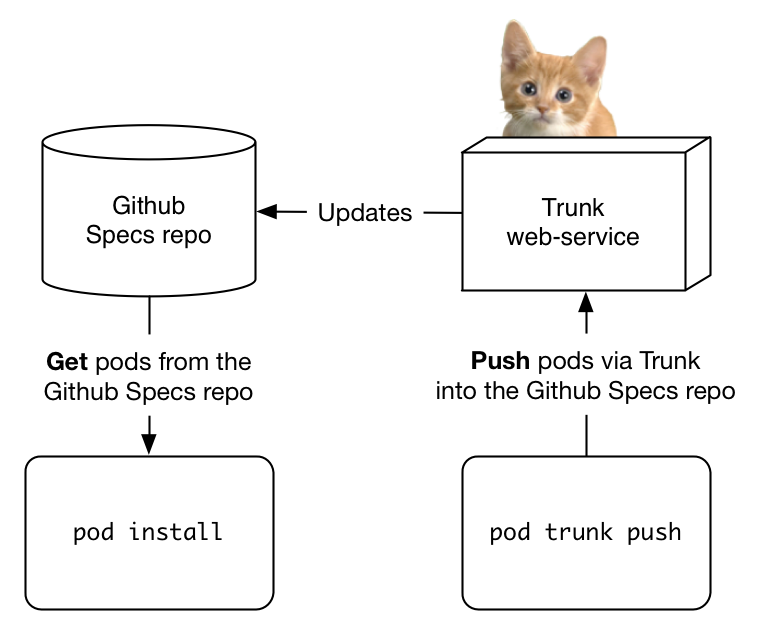 Github
Specs repo
Updates
Trunk
web-service
Get pods from the
Github Specs repo
Push pods via Trunk
into the Github Specs repo
pod install
pod trunk push